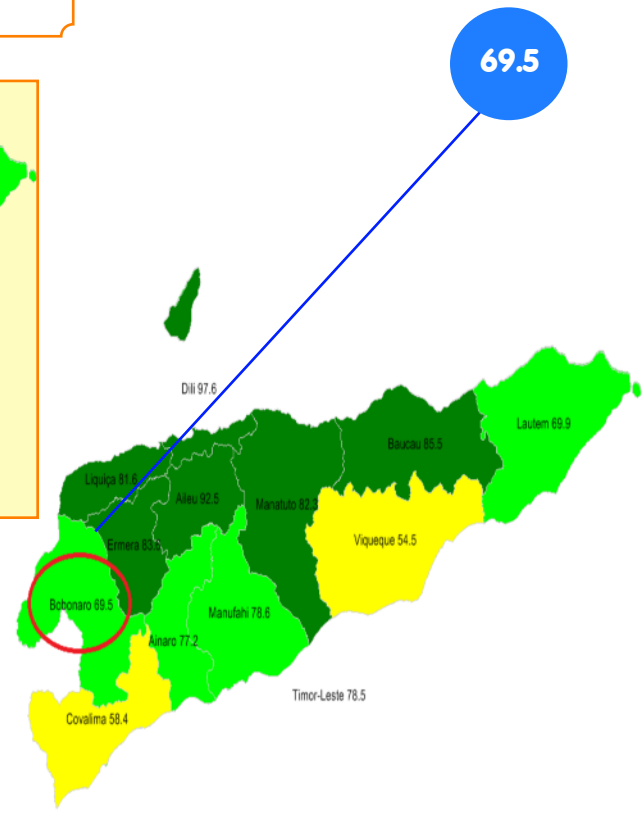 69.5
Dili 97.6
Lautem 69.9
Baucau 85.5
Liquiça 81.6
Aileu 92.5
Manatuto 82.3
Viqueque 54.5
Ermera 83.6
Bobonaro 69.5
Manufahi 78.6
Ainaro 77.2
Timor-Leste 78.5
Covalima 58.4